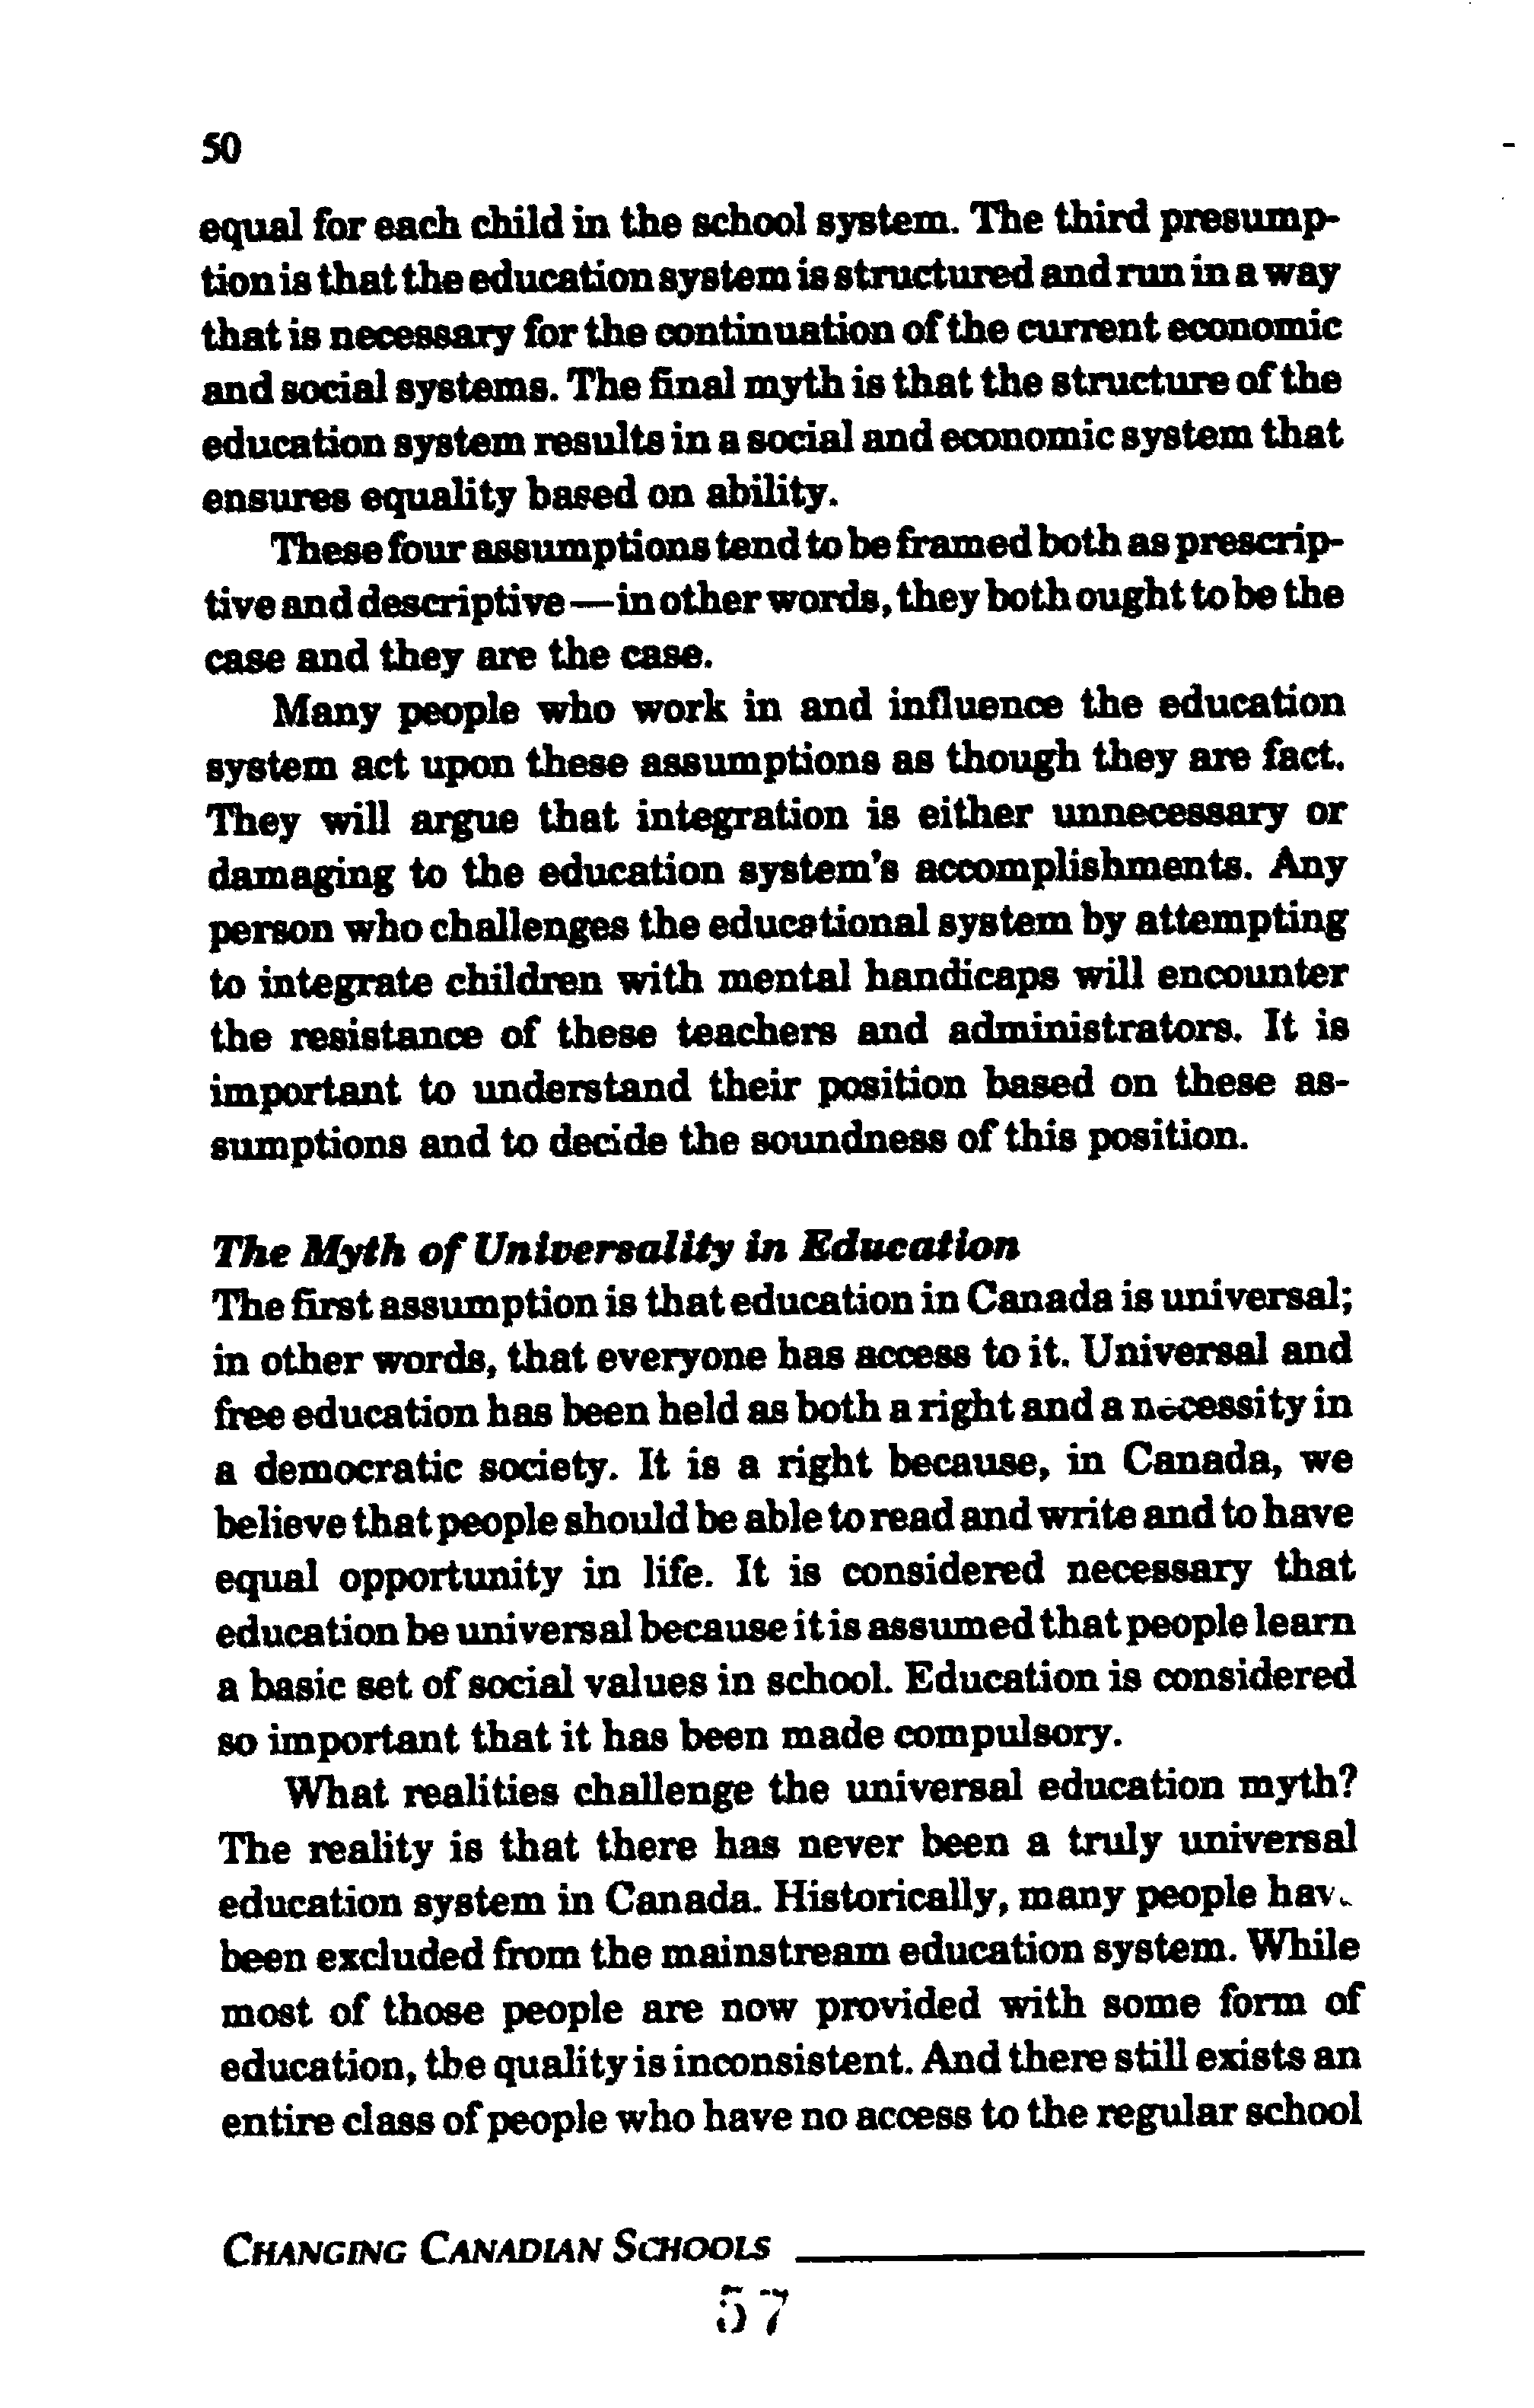 50
equal for each child in the school system. The third presump-
tion is that the education system is structured and run in a way
that is necessary for the continuation of the current economic
and social systems. The final myth is that the structure of the
education system results in a social and economic system that
ensures equality based on ability.
These four assumptions tend to be framed both as prescrip-
tive and descriptive — in other words, they both ought to be the
case and they are the case.
Many people who work in and influence the education
system act upon these assumptions as though they are fact.
They will argue that integration is either unnecessary or
damaging to the education system's accomplishments. Any
person who challenges the educational system by attempting
to integrate children with mental handicaps will encounter
the resistance of these teachers and administrators. It is
important to understand their position based on these as-
sumptions and to decide the soundness of this position.
The Myth of Universality in Education
The first assumption is that education in Canada is universal;
in other words, that everyone has access to it. Universal and
free education has been held as both a right and a necessity in
a democratic society. It is a right because, in Canada, we
believe that people should be able to read and write and to have
equal opportunity in life. It is considered necessary that
education be universal because it is assumed that people learn
a basic set of social values in school. Education is considered
so important that it has been made compulsory.
What realities challenge the universal education myth?
The reality is that there has never been a truly universal
education system in Canada. Historically, many people have
been excluded from the mainstream education system. While
most of those people are now provided with some form of
education, the quality is inconsistent. And there still exists an
entire class of people who have no access to the regular school
CHANGING CANADIAN SCHOOLS
57